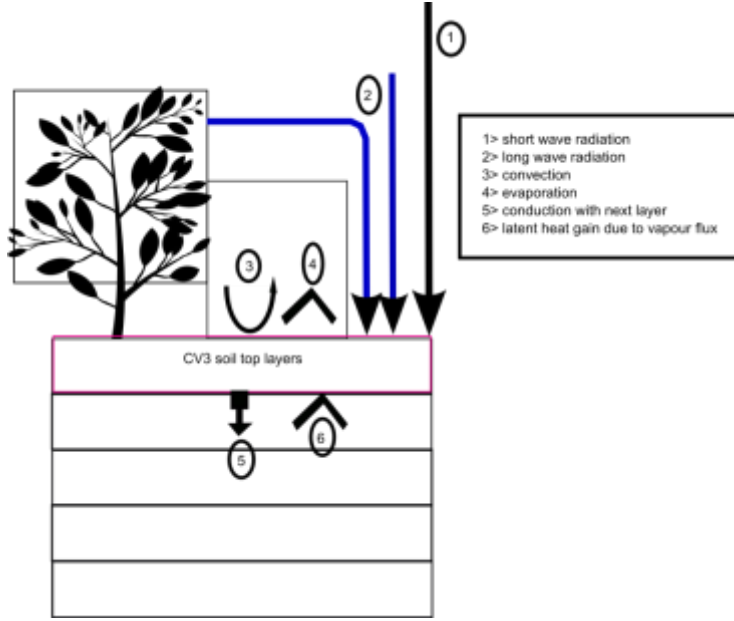 1
2
1> short wave radiation
2> long wave radiation
3> convection
4> evaporation
5> conduction with next layer
6> latent heat gain due to vapour flux
3
4
CV3 soil top layers
6
5